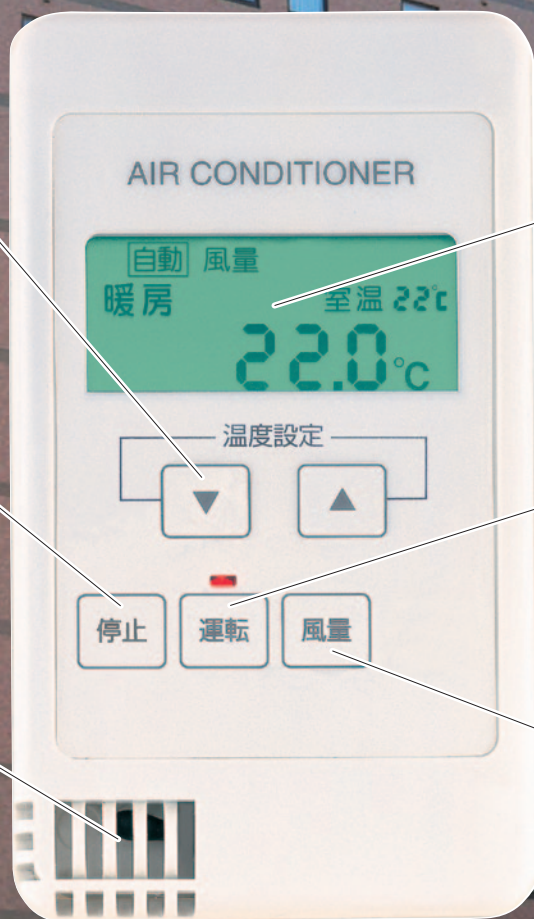 AIR CONDITIONER
自動 風量
暖房 室温 22℃
22.0℃
温度設定
▼ ▲
停止 運転 風量